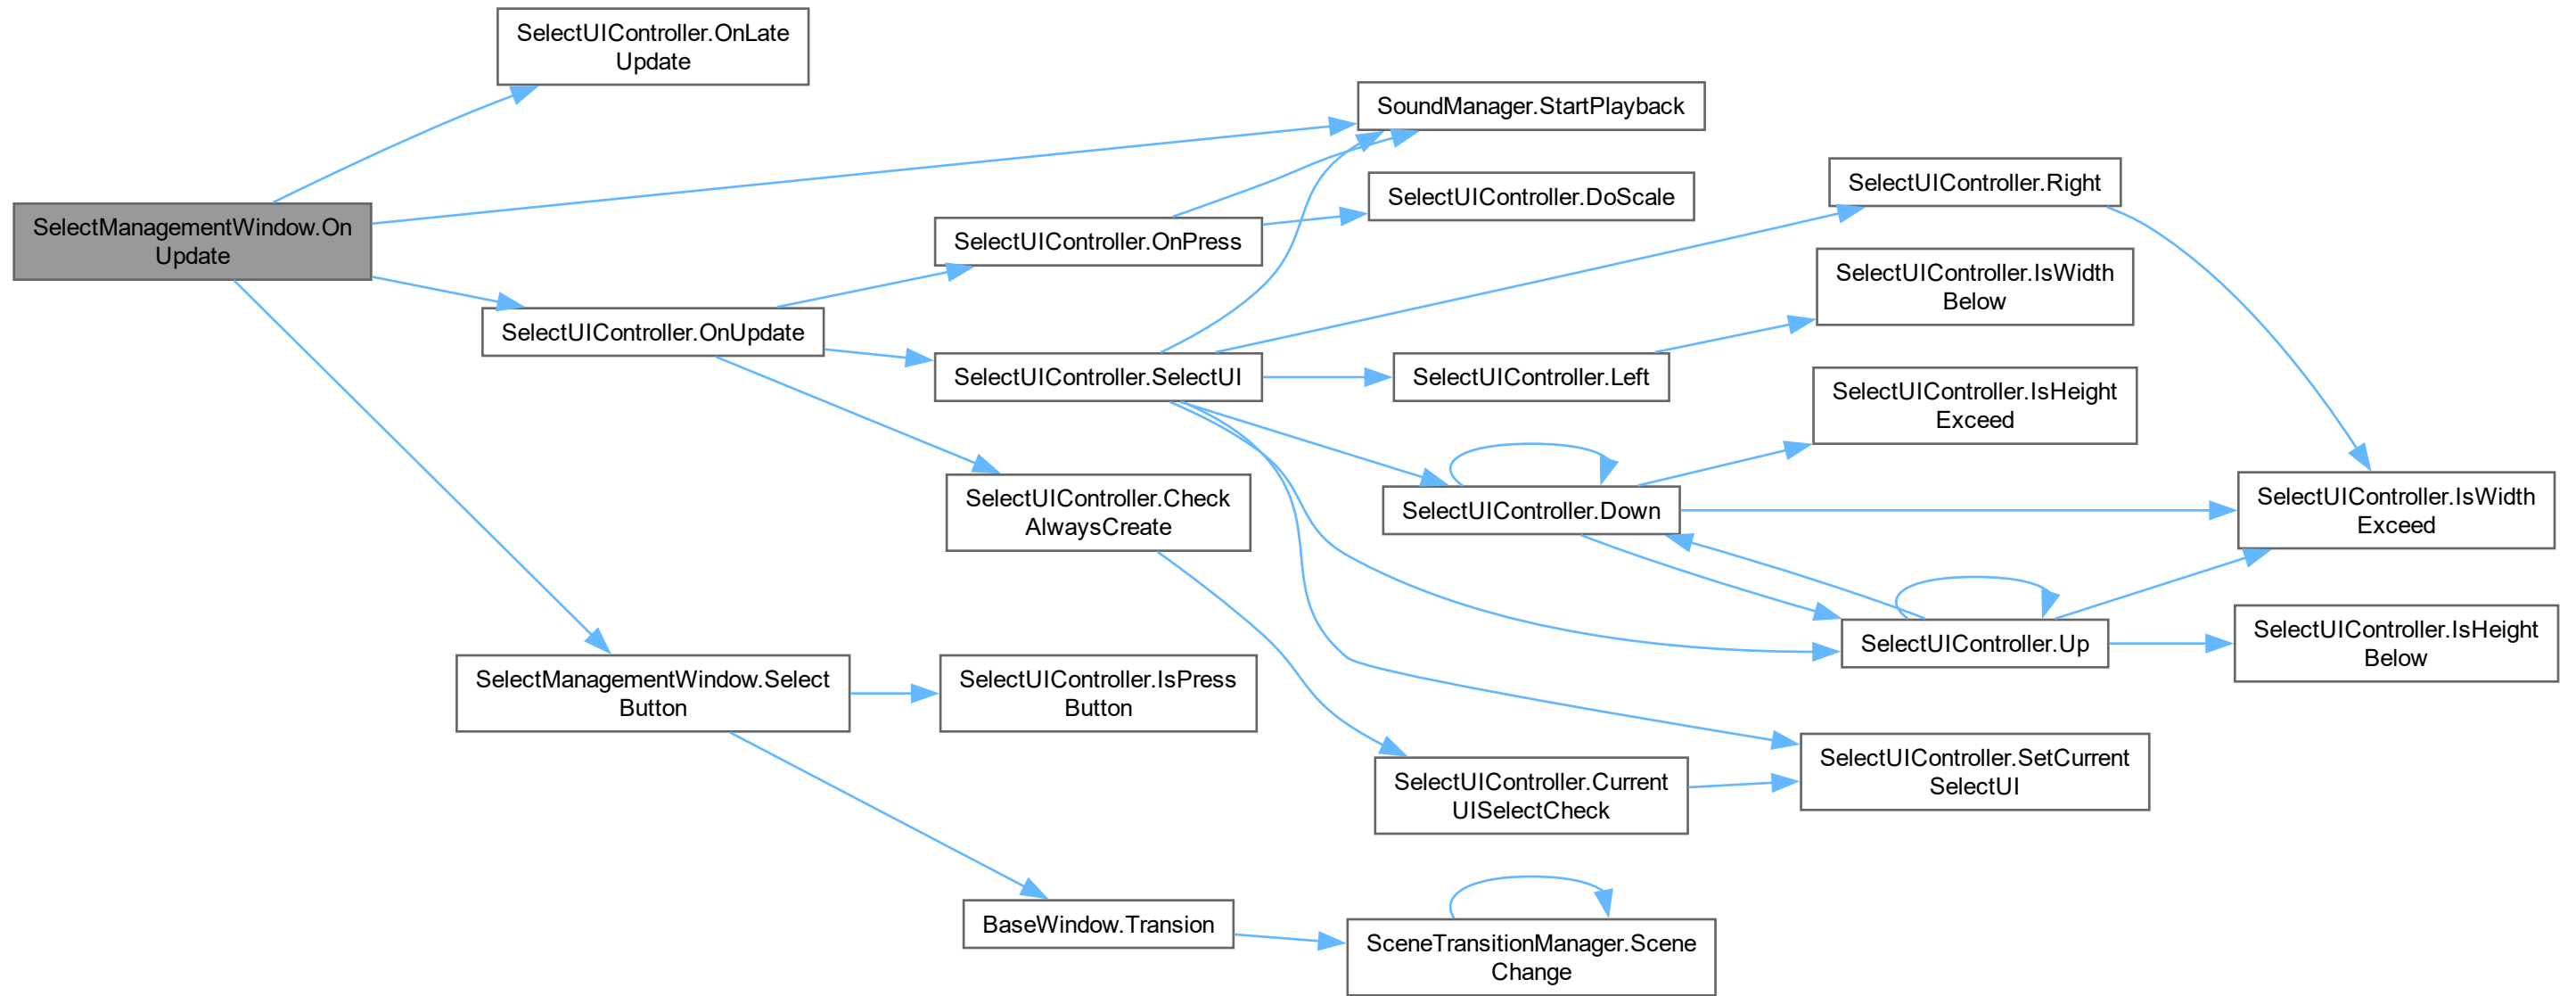 SelectUIController.OnLate
Update
SoundManager.StartPlayback
SelectUIController.Right
SelectUIController.DoScale
SelectManagementWindow.On
Update
SelectUIController.OnPress
SelectUIController.IsWidth
Below
SelectUIController.OnUpdate
SelectUIController.SelectUI
SelectUIController.Left
SelectUIController.IsHeight
Exceed
SelectUIController.Check
AlwaysCreate
SelectUIController.Down
SelectUIController.IsWidth
Exceed
SelectUIController.Up
SelectUIController.IsHeight
Below
SelectManagementWindow.Select
Button
SelectUIController.IsPress
Button
SelectUIController.SetCurrent
SelectUI
SelectUIController.Current
UISelectCheck
BaseWindow.Transion
SceneTransitionManager.Scene
Change